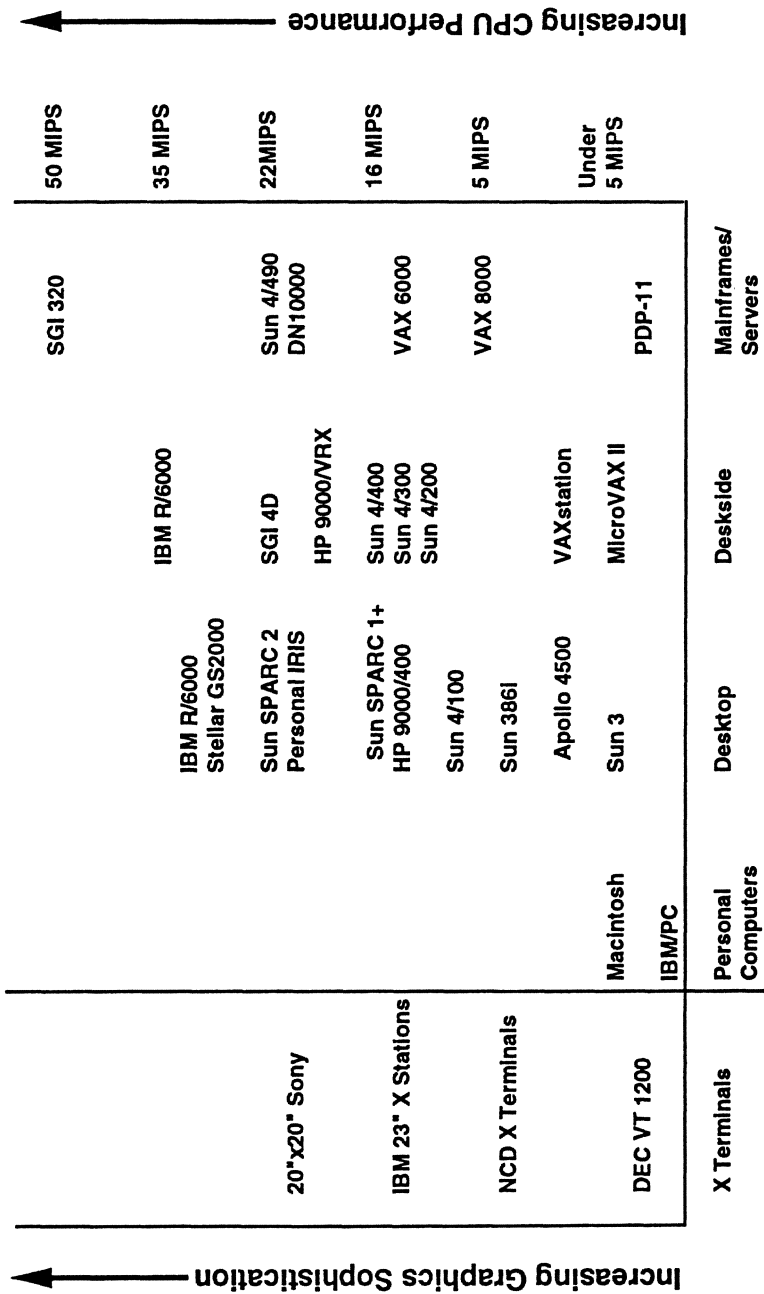 Increasing Graphics Sophistication
20"x20" Sony
IBM 23" X Stations
NCD X Terminals
DEC VT 1200
X Terminals
Macintosh
IBM/PC
Personal
Computers
IBM R/6000
Stellar GS2000
Sun SPARC 2
Personal IRIS
Sun SPARC 1+
HP 9000/400
Sun 4/100
Sun 386I
Apollo 4500
Sun 3
Desktop
IBM R/6000
SGI 4D
HP 9000/VRX
Sun 4/400
Sun 4/300
Sun 4/200
VAXstation
MicroVAX II
Deskside
SGI 320
Sun 4/490
DN10000
VAX 6000
VAX 8000
PDP-11
Mainframes/
Servers
50 MIPS
35 MIPS
22MIPS
16 MIPS
5 MIPS
Under
5 MIPS
Increasing CPU Performance